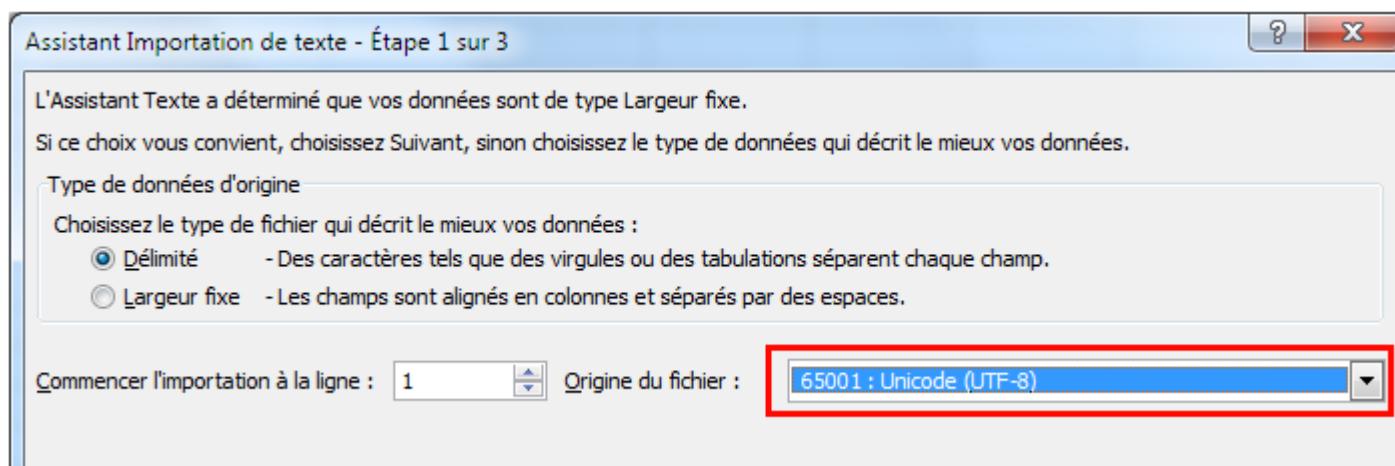 Assistant Importation de texte - Étape 1 sur 3
L'Assistant Texte a déterminé que vos données sont de type Largeur fixe.
Si ce choix vous convient, choisissez Suivant, sinon choisissez le type de données qui décrit le mieux vos données.
Type de données d'origine
Choisissez le type de fichier qui décrit le mieux vos données :
Délimité - Des caractères tels que des virgules ou des tabulations séparent chaque champ.
Largeur fixe - Les champs sont alignés en colonnes et séparés par des espaces.
Commencer l'importation à la ligne : 1 Origine du fichier : 65001 : Unicode (UTF-8)